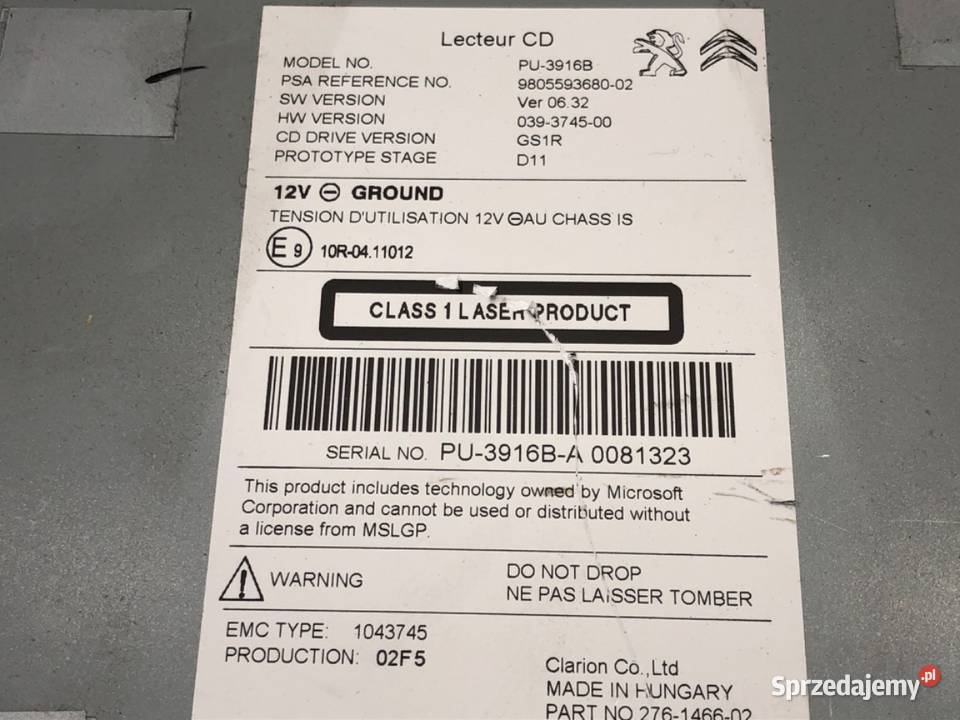 Lecteur CD
MODEL NO. PU-3916B
PSA REFERENCE NO. 9805593680-02
SW VERSION Ver 06.32
HW VERSION 039-3745-00
CD DRIVE VERSION GS1R
PROTOTYPE STAGE D11
12V ⊖ GROUND
TENSION D'UTILISATION 12V ⊖AU CHASS IS
E9 10R-04.11012
CLASS 1 LASER PRODUCT
SERIAL NO. PU-3916B-A 0081323
This product includes technology owned by Microsoft
Corporation and cannot be used or distributed without
a license from MSLGP.
WARNING DO NOT DROP
NE PAS LAISSER TOMBER
EMC TYPE: 1043745
PRODUCTION: 02F5
Clarion Co.,Ltd
MADE IN HUNGARY
PART NO 276-1466-02
Sprzedajemy.pl